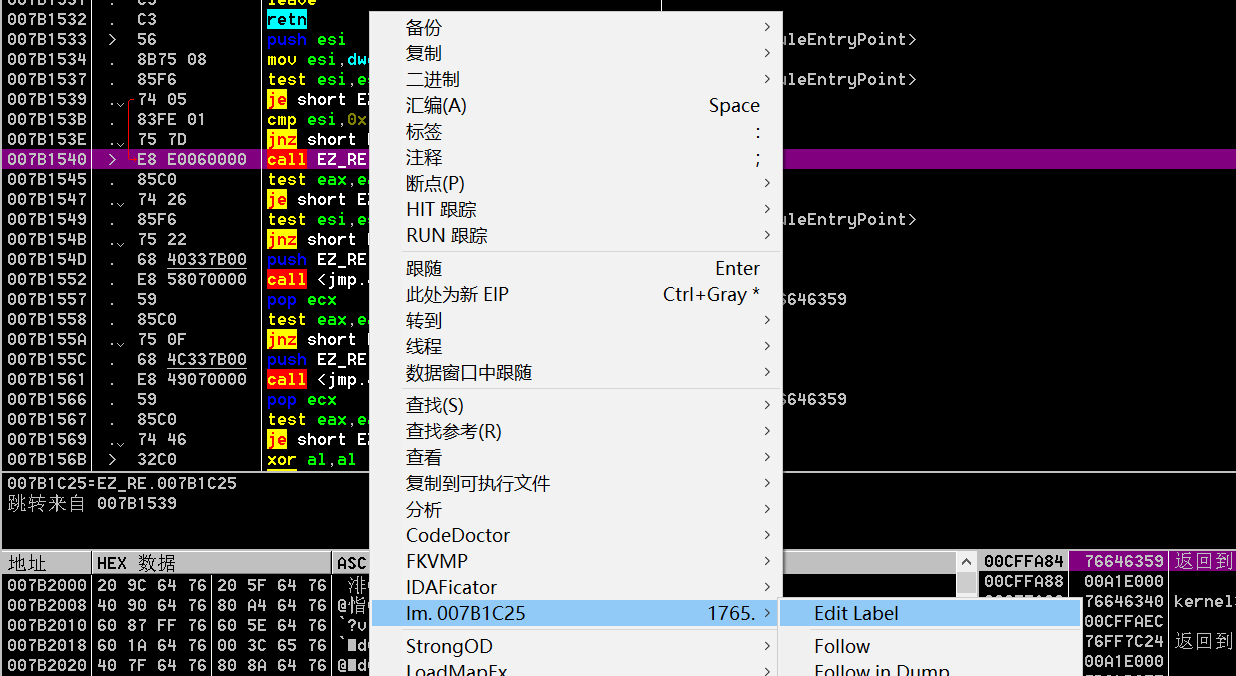 leave
007B1532 . C3 retn
007B1533 > 56 push esi uleEntryPoint>
007B1534 . 8B75 08 mov esi,dw
007B1537 . 85F6 test esi,es uleEntryPoint>
007B1539 . 74 05 je short EZ
007B153B . 83FE 01 cmp esi,0x
007B153E . 75 7D jnz short
007B1540 > E8 E0060000 call EZ_RE
007B1545 . 85C0 test eax,ea
007B1547 . 74 26 je short EZ
007B1549 . 85F6 test esi,es uleEntryPoint>
007B154B . 75 22 jnz short
007B154D . 68 40337B00 push EZ_RE
007B1552 . E8 58070000 call <jmp.
007B1557 . 59 pop ecx 6646359
007B1558 . 85C0 test eax,ea
007B155A . 75 0F jnz short
007B155C . 68 4C337B00 push EZ_RE
007B1561 . E8 49070000 call <jmp.
007B1566 . 59 pop ecx 6646359
007B1567 . 85C0 test eax,ea
007B1569 . 74 46 je short EZ
007B156B > 32C0 xor al,al
007B1C25=EZ_RE.007B1C25
跳转来自 007B1539
备份
复制
二进制
汇编(A) Space
标签 :
注释 ;
断点(P)
HIT 跟踪
RUN 跟踪
跟随 Enter
此处为新 EIP Ctrl+Gray *
转到
线程
数据窗口中跟随
查找(S)
查找参考(R)
查看
复制到可执行文件
分析
CodeDoctor
FKVMP
IDAFicator
Im. 007B1C25 1765.
StrongOD
LoadMapEx
Edit Label
Follow
Follow in Dump
地址 HEX 数据 ASC
007B2000 20 9C 64 76 20 5F 64 76
007B2008 40 90 64 76 80 A4 64 76
007B2010 60 87 FF 76 60 5E 64 76
007B2018 60 1A 64 76 00 3C 65 76
007B2020 40 7F 64 76 80 8A 64 76
00CFFA84 76646359 返回到
00CFFA88 00A1E000
76646340 kernel
00CFFAEC
76FF7C24 返回到
00A1E000